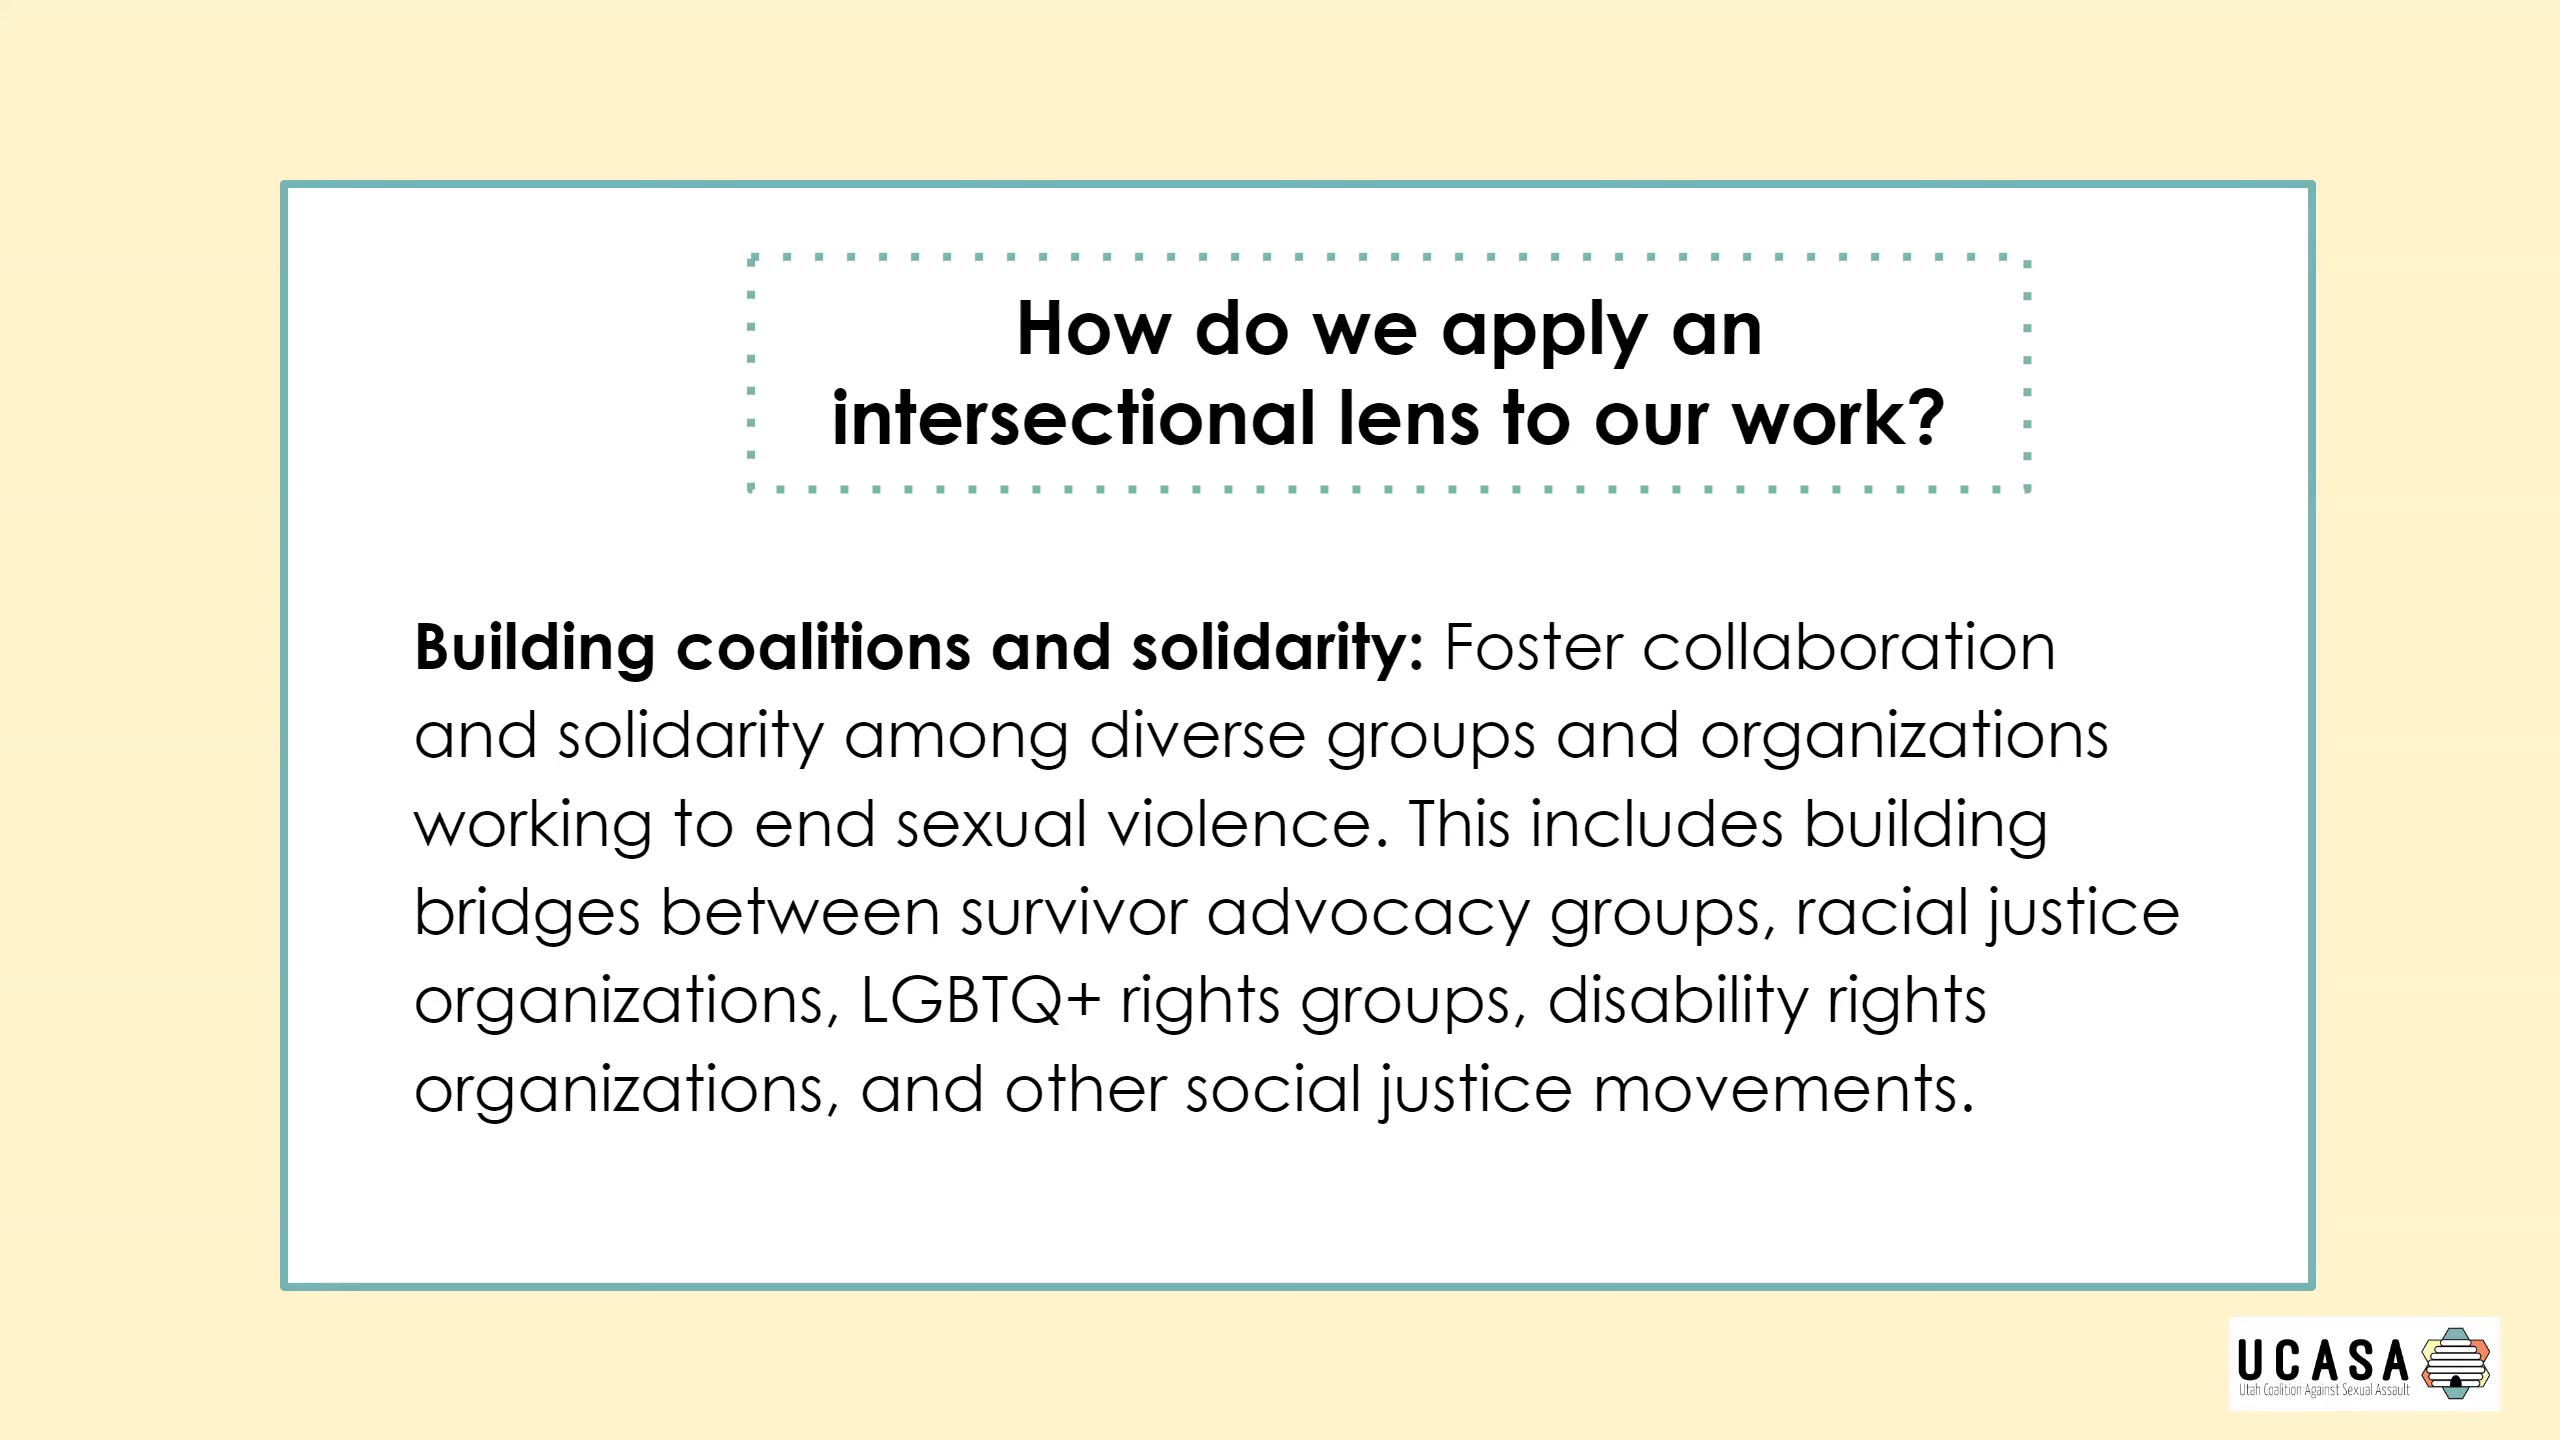 How do we apply an
intersectional lens to our work?
Building coalitions and solidarity: Foster collaboration
and solidarity among diverse groups and organizations
working to end sexual violence. This includes building
bridges between survivor advocacy groups, racial justice
organizations, LGBTQ+ rights groups, disability rights
organizations, and other social justice movements.
UCASA
Utah Coalition Against Sexual Assault